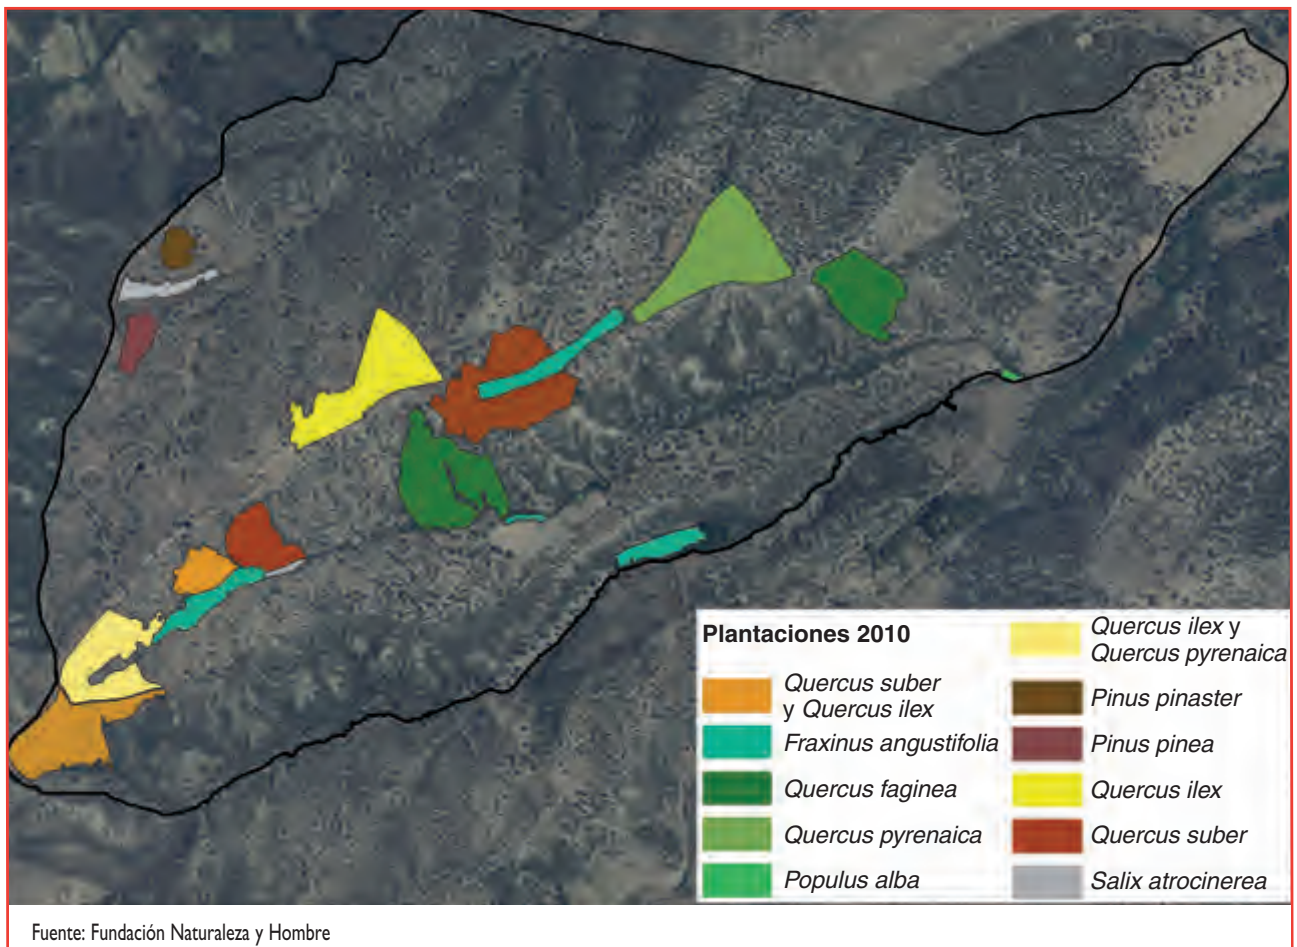 Plantaciones 2010
Quercus suber
y Quercus ilex
Fraxinus angustifolia
Quercus faginea
Quercus pyrenaica
Populus alba
Quercus ilex y
Quercus pyrenaica
Pinus pinaster
Pinus pinea
Quercus ilex
Quercus suber
Salix atrocinerea
Fuente: Fundación Naturaleza y Hombre